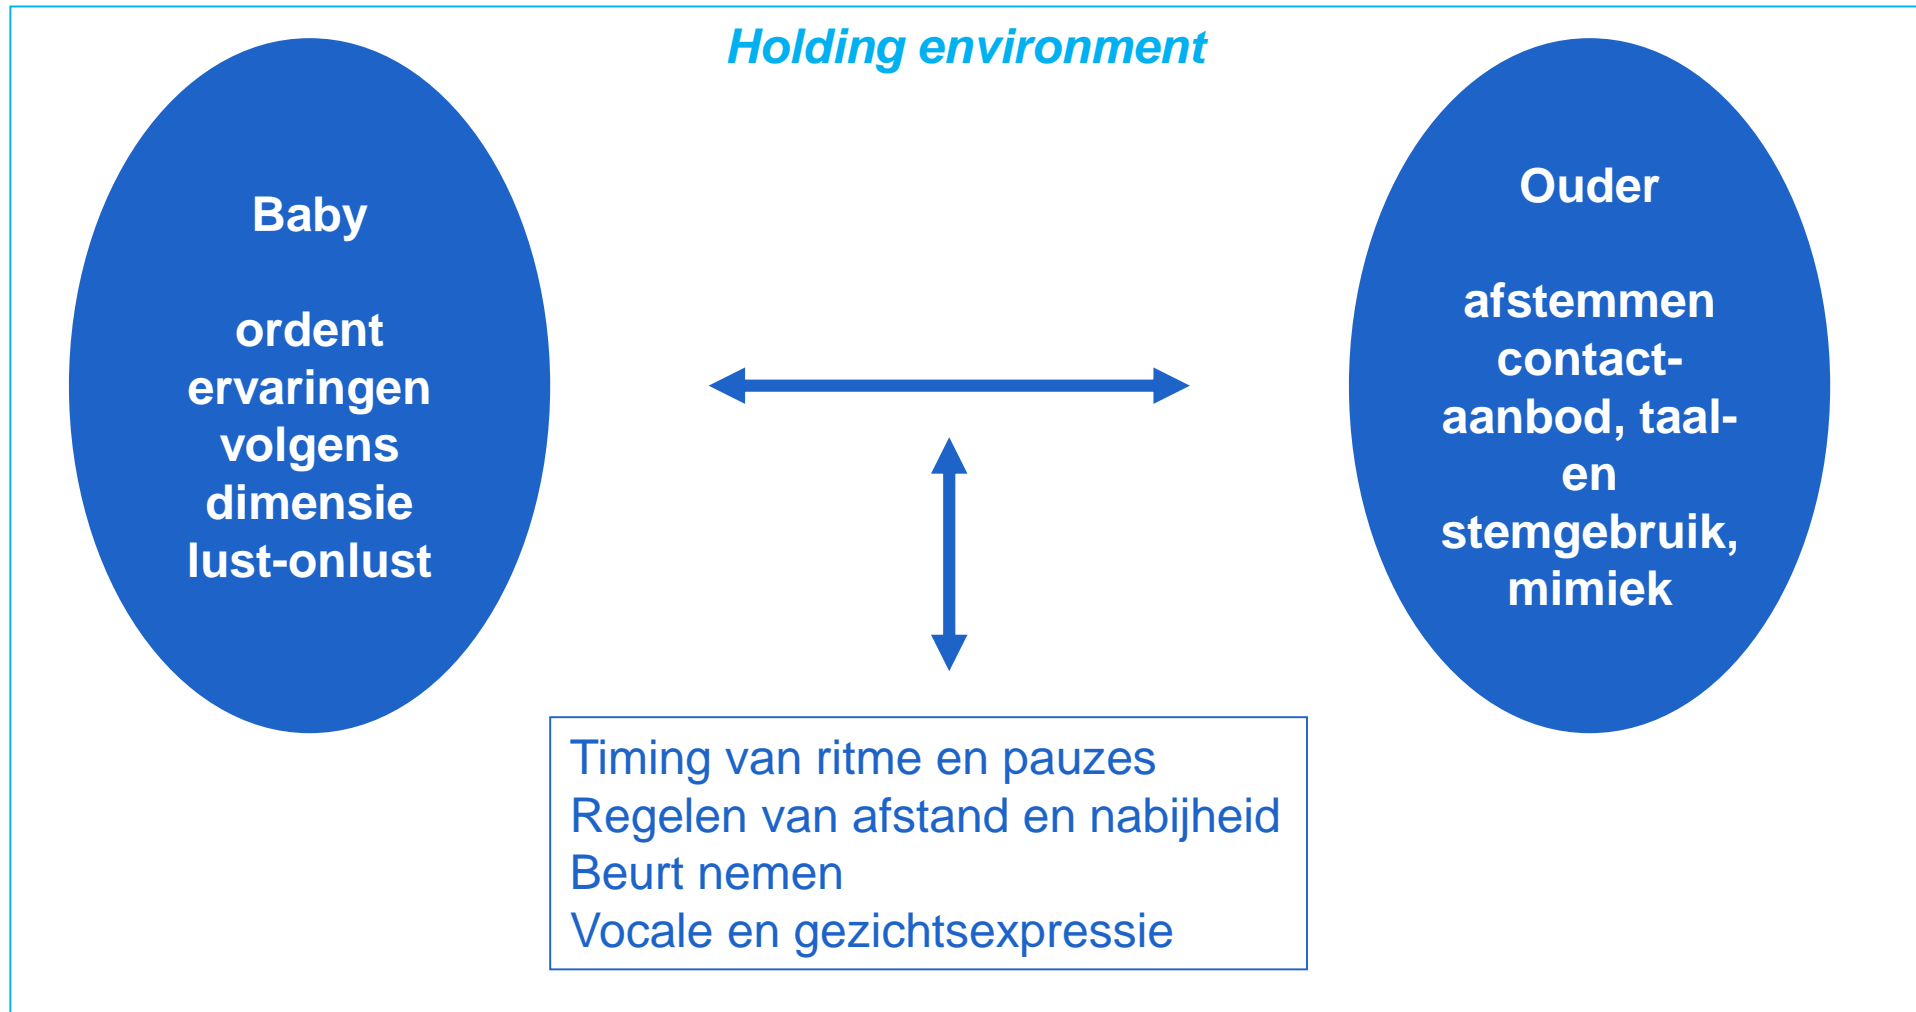 Holding environment
Baby
ordent
ervaringen
volgens
dimensie
lust-onlust
Ouder
afstemmen
contact-
aanbod, taal-
en
stemgebruik,
mimiek
Timing van ritme en pauzes
Regelen van afstand en nabijheid
Beurt nemen
Vocale en gezichtsexpressie